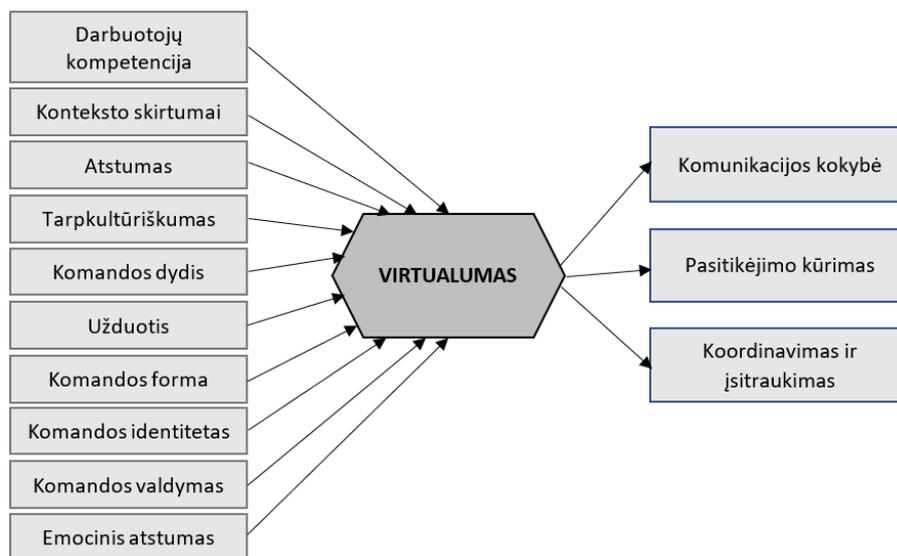 Darbuotojų
kompetencija
Konteksto skirtumai
Atstumas
Tarpkultūriškumas
Komandos dydis
Užduotis
Komandos forma
Komandos identitetas
Komandos valdymas
Emocinis atstumas
VIRTUALUMAS
Komunikacijos kokybė
Pasitikėjimo kūrimas
Koordinavimas ir
įsitraukimas